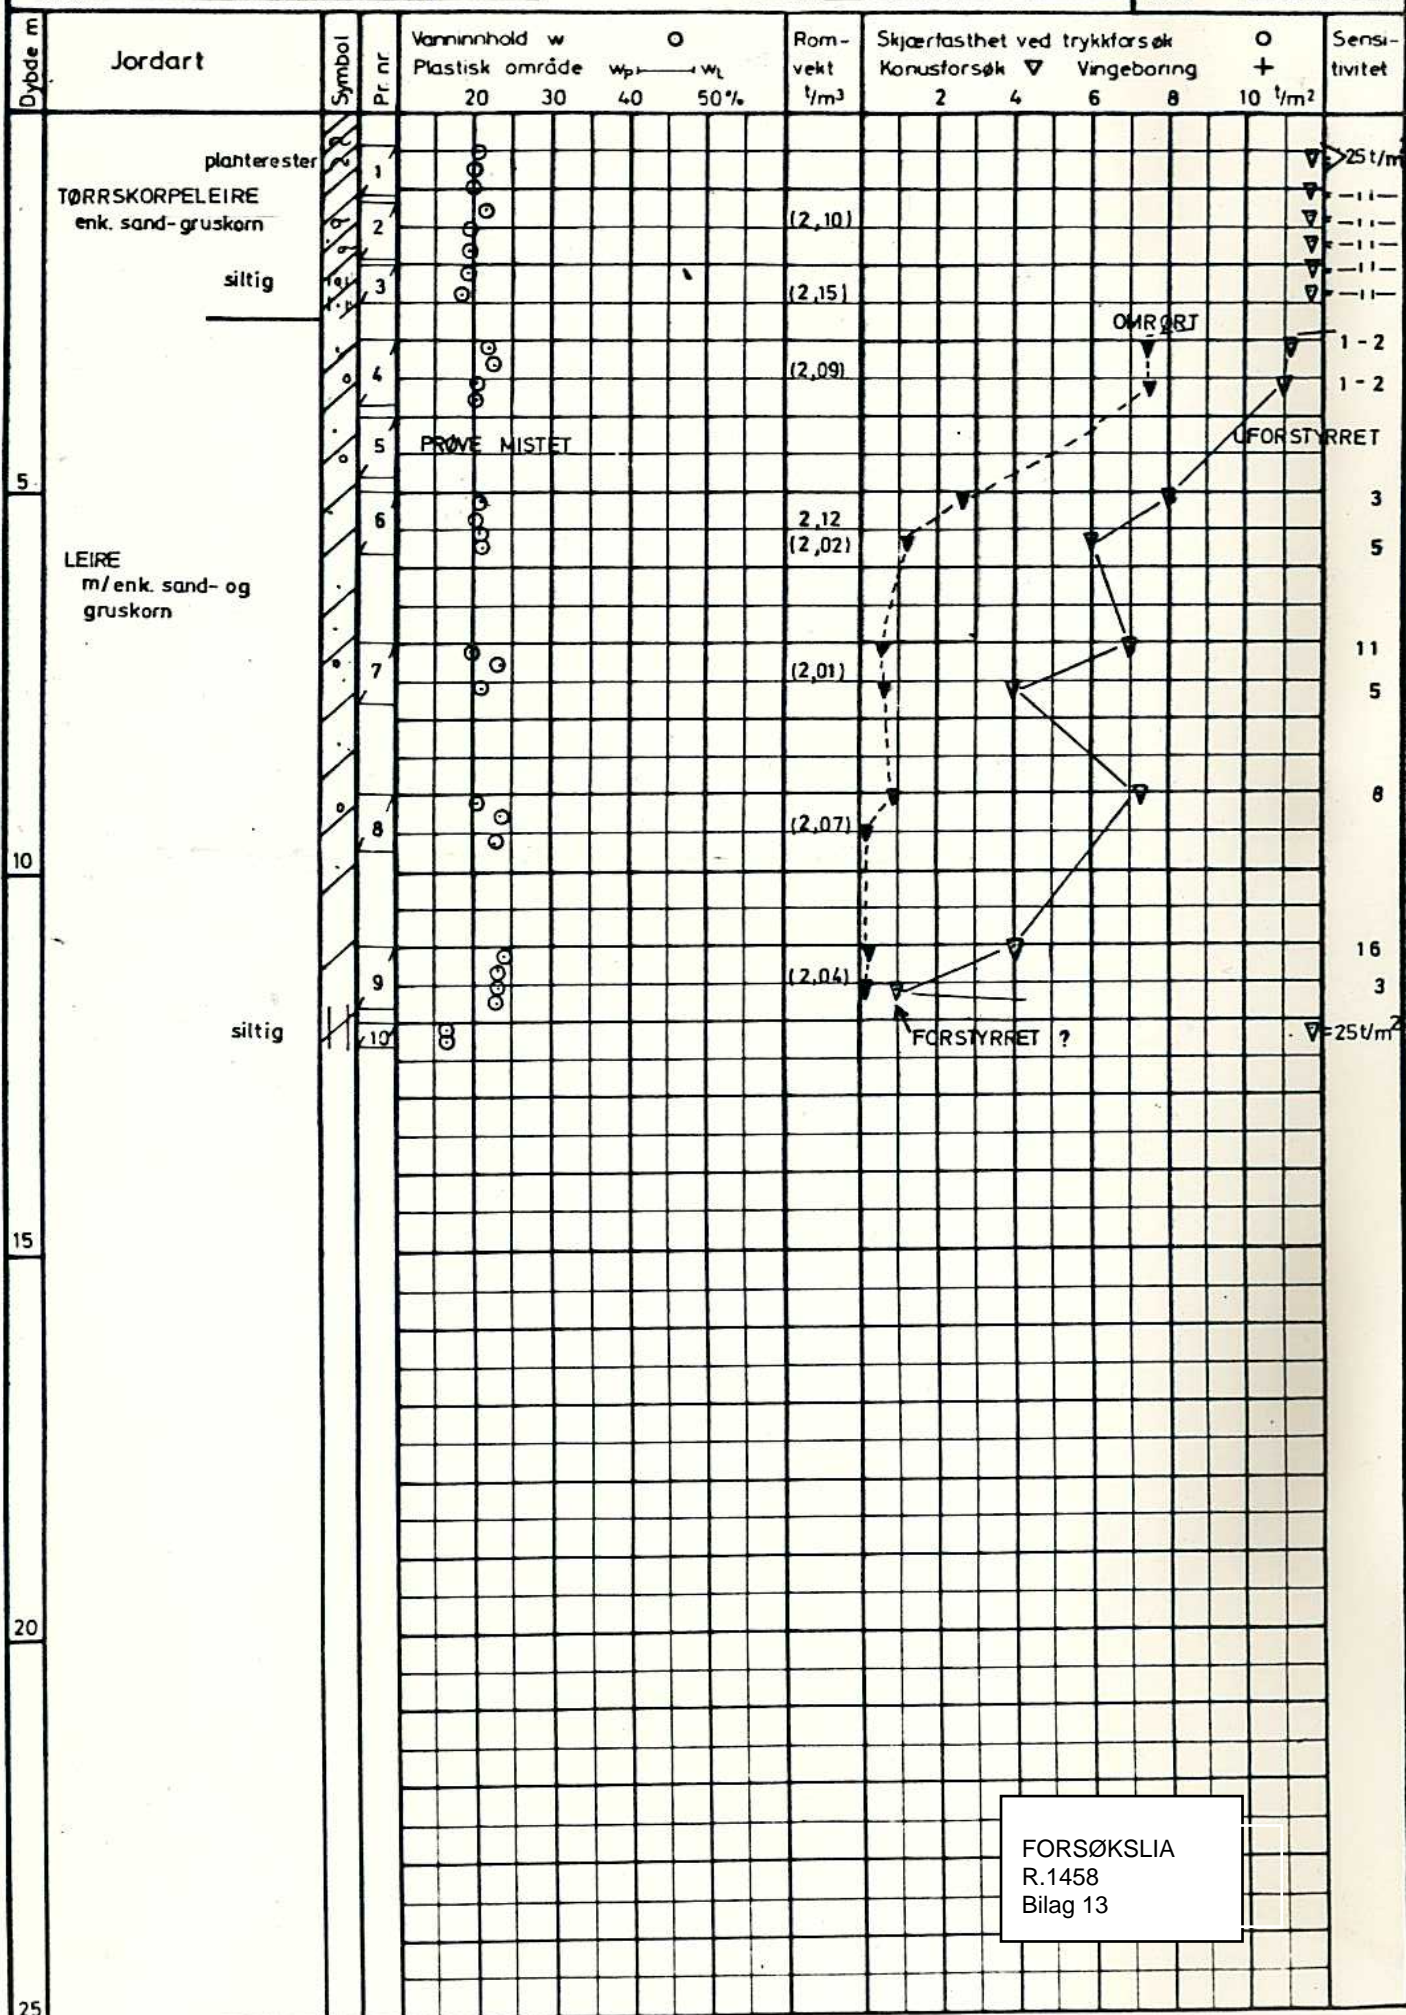 Dybde m
Jordart
Symbol
Pr. nr.
Vanninnhold w
Plastisk område wP wL
20 30 40 50%
Rom-
vekt
t/m3
Skjærfasthet ved trykkforsøk
Konusforsøk Vingeboring
2 4 6 8 10 t/m2
Sensi-
tivitet
planterester
1
>25 t/m
TØRRSKORPELEIRE
enk. sand-gruskorn
2
(2,10)
siltig
3
(2,15)
OMRØRT
1 - 2
4
(2,09)
1 - 2
5
PRØVE MISTET
UFORSTYRRET
5
3
6
2,12
(2,02)
5
LEIRE
m/enk. sand- og
gruskorn
7
(2,01)
11
5
8
(2,07)
10
16
9
(2,04)
3
siltig
10
FORSTYRRET ?
=25t/m2
15
20
FORSØKSLIA
R.1458
Bilag 13
25